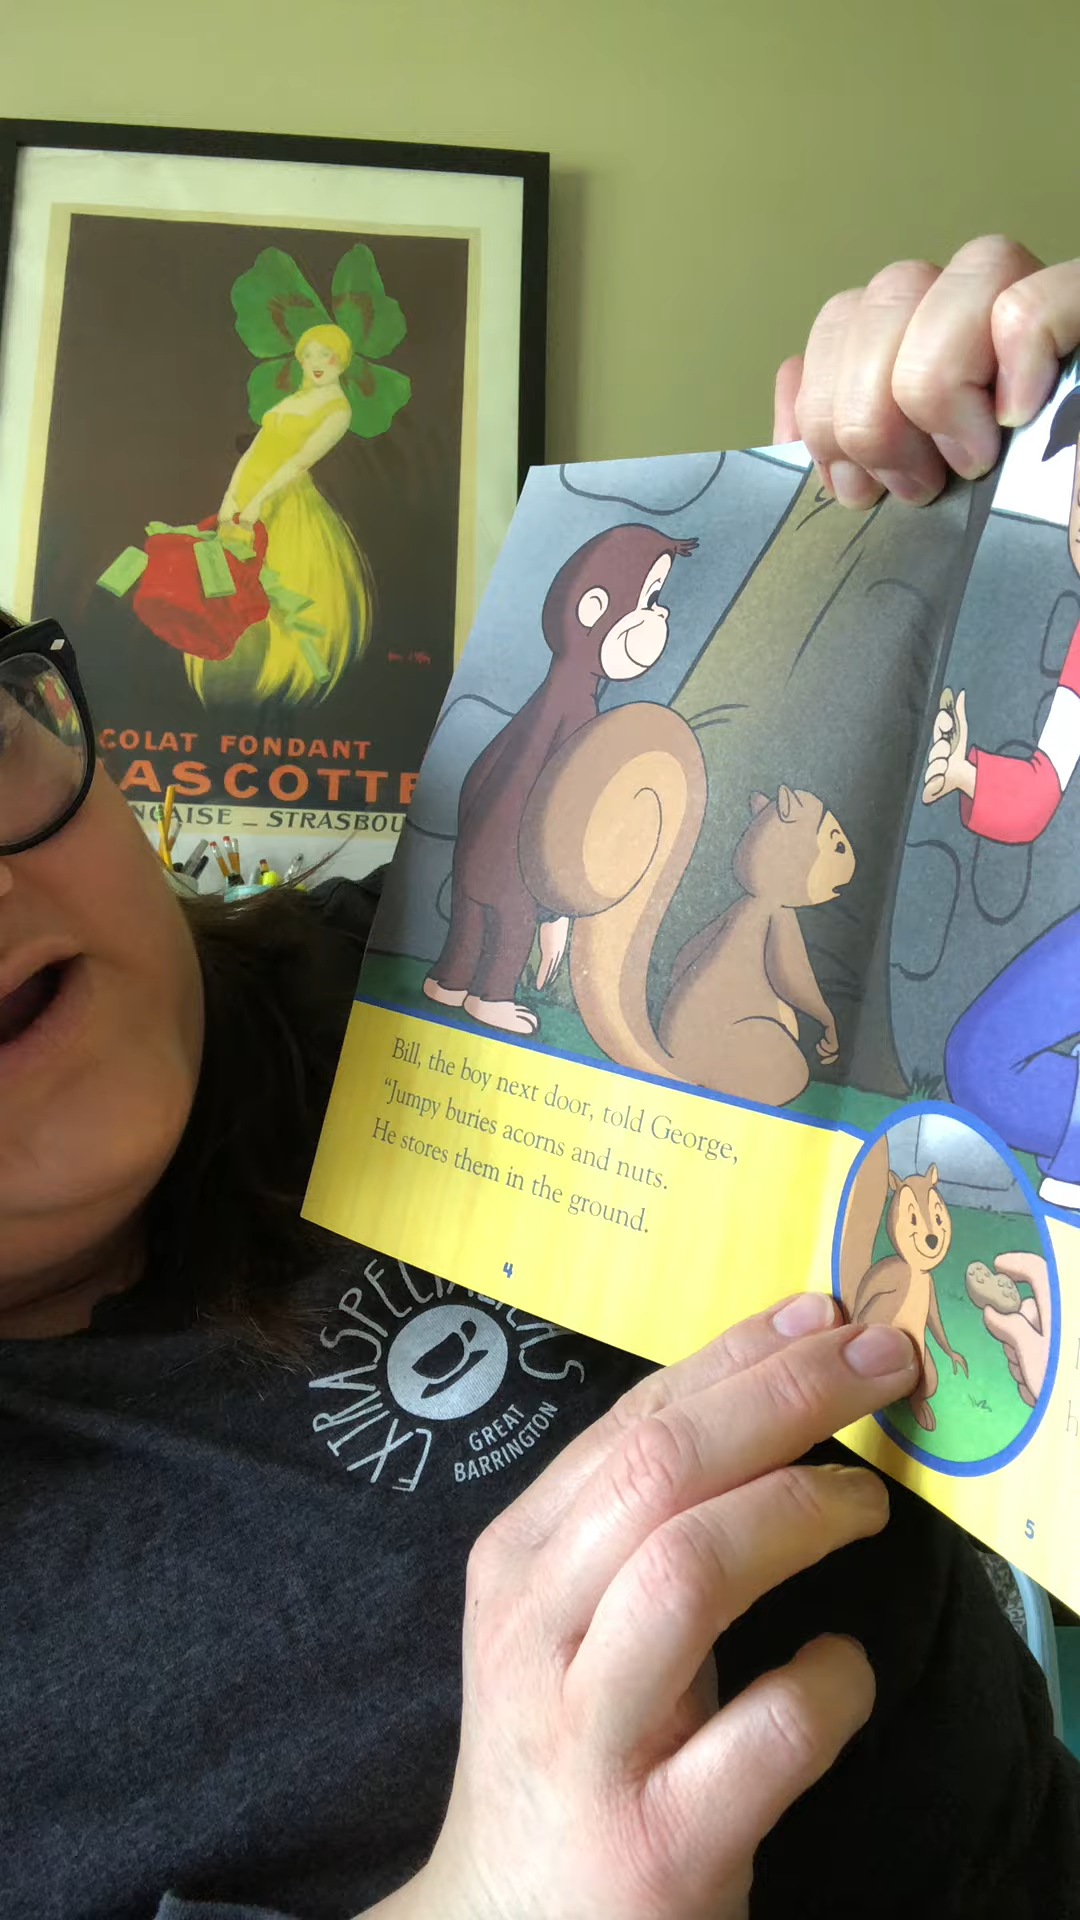 COLAT FONDANT
ASCOTTE
NÇAISE _ STRASBOU
Bill, the boy next door, told George,
"Jumpy buries acorns and nuts.
He stores them in the ground.
4
5
GREAT
BARRINGTON